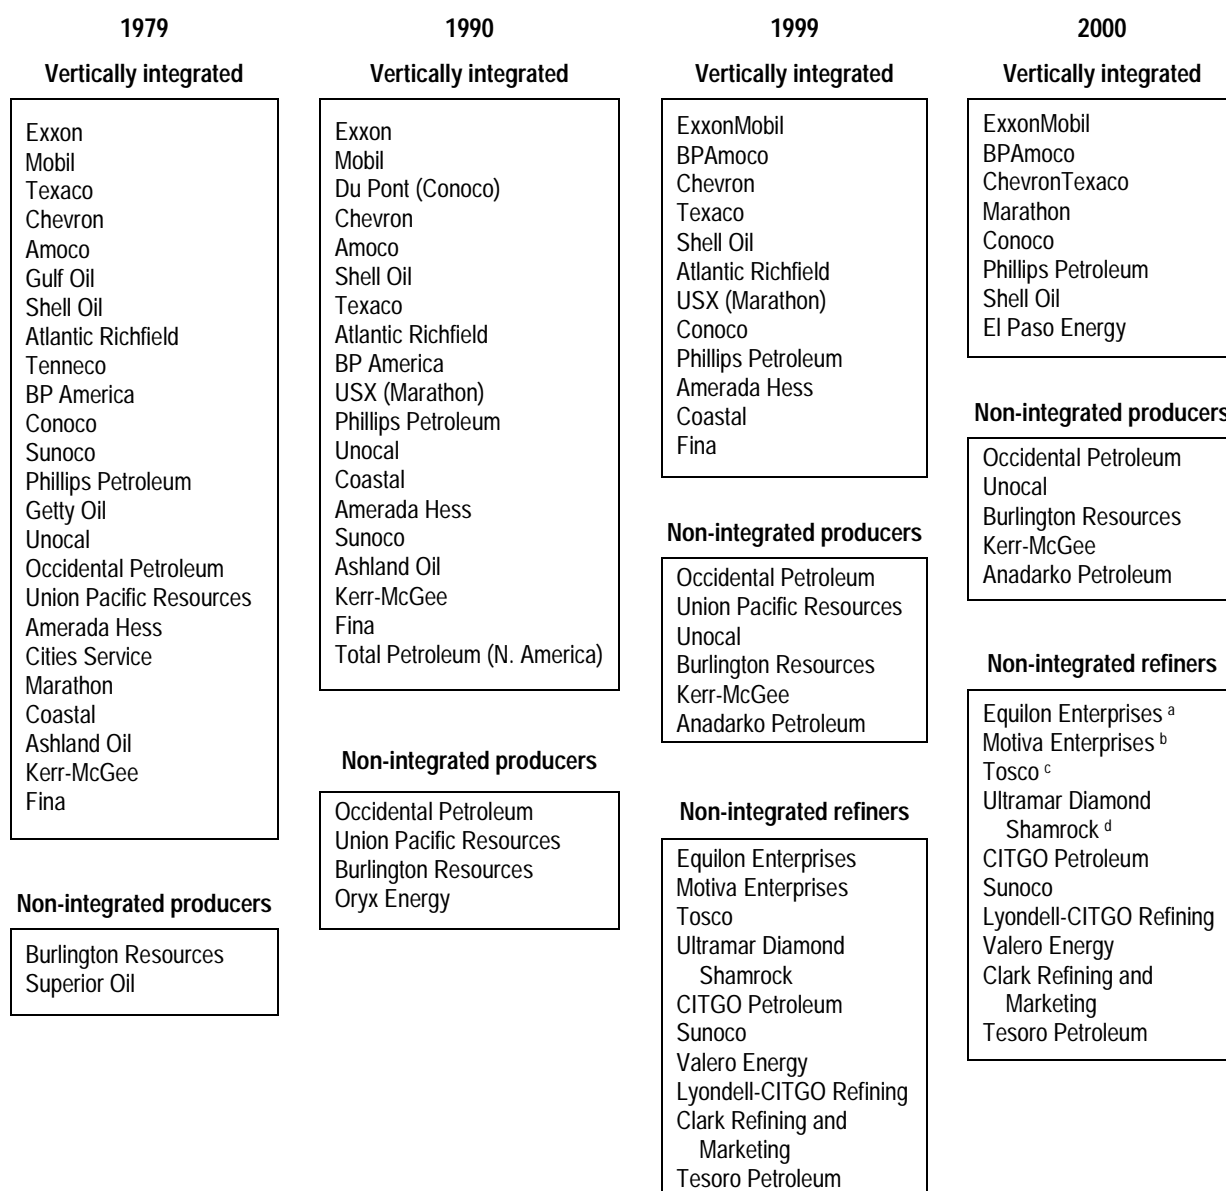 1979
Vertically integrated
Exxon
Mobil
Texaco
Chevron
Amoco
Gulf Oil
Shell Oil
Atlantic Richfield
Tenneco
BP America
Conoco
Sunoco
Phillips Petroleum
Getty Oil
Unocal
Occidental Petroleum
Union Pacific Resources
Amerada Hess
Cities Service
Marathon
Coastal
Ashland Oil
Kerr-McGee
Fina
Non-integrated producers
Burlington Resources
Superior Oil
1990
Vertically integrated
Exxon
Mobil
Du Pont (Conoco)
Chevron
Amoco
Shell Oil
Texaco
Atlantic Richfield
BP America
USX (Marathon)
Phillips Petroleum
Unocal
Coastal
Amerada Hess
Sunoco
Ashland Oil
Kerr-McGee
Fina
Total Petroleum (N. America)
Non-integrated producers
Occidental Petroleum
Union Pacific Resources
Burlington Resources
Oryx Energy
1999
Vertically integrated
ExxonMobil
BPAmoco
Chevron
Texaco
Shell Oil
Atlantic Richfield
USX (Marathon)
Conoco
Phillips Petroleum
Amerada Hess
Coastal
Fina
Non-integrated producers
Occidental Petroleum
Union Pacific Resources
Unocal
Burlington Resources
Kerr-McGee
Anadarko Petroleum
Non-integrated refiners
Equilon Enterprises
Motiva Enterprises
Tosco
Ultramar Diamond
Shamrock
CITGO Petroleum
Sunoco
Valero Energy
Lyondell-CITGO Refining
Clark Refining and
Marketing
Tesoro Petroleum
2000
Vertically integrated
ExxonMobil
BPAmoco
ChevronTexaco
Marathon
Conoco
Phillips Petroleum
Shell Oil
El Paso Energy
Non-integrated producers
Occidental Petroleum
Unocal
Burlington Resources
Kerr-McGee
Anadarko Petroleum
Non-integrated refiners
Equilon Enterprises a
Motiva Enterprises b
Tosco c
Ultramar Diamond
Shamrock d
CITGO Petroleum
Sunoco
Lyondell-CITGO Refining
Valero Energy
Clark Refining and
Marketing
Tesoro Petroleum